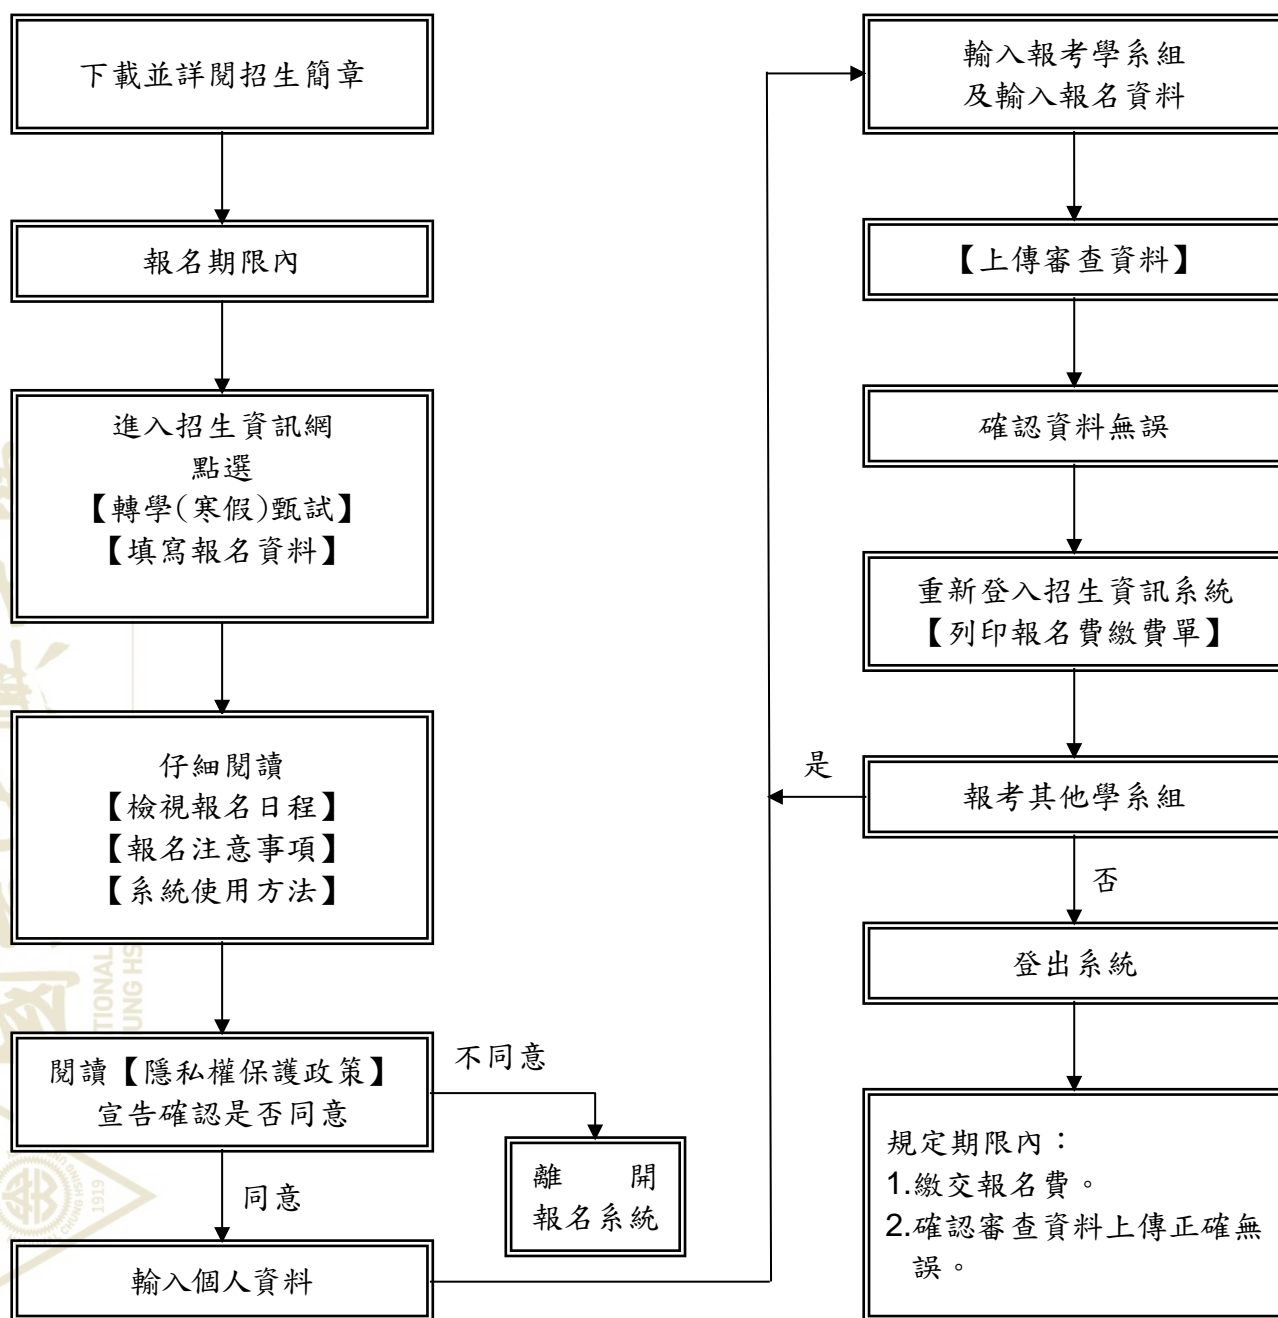 下載並詳閱招生簡章
報名期限內
進入招生資訊網
點選
【轉學(寒假)甄試】
【填寫報名資料】
仔細閱讀
【檢視報名日程】
【報名注意事項】
【系統使用方法】
閱讀【隱私權保護政策】
宣告確認是否同意
不同意
離 開
報名系統
同意
輸入個人資料
輸入報考學系組
及輸入報名資料
【上傳審查資料】
確認資料無誤
重新登入招生資訊系統
【列印報名費繳費單】
是
報考其他學系組
否
登出系統
規定期限內：
1.繳交報名費。
2.確認審查資料上傳正確無
誤。
TIONAL
UNG HS
1919